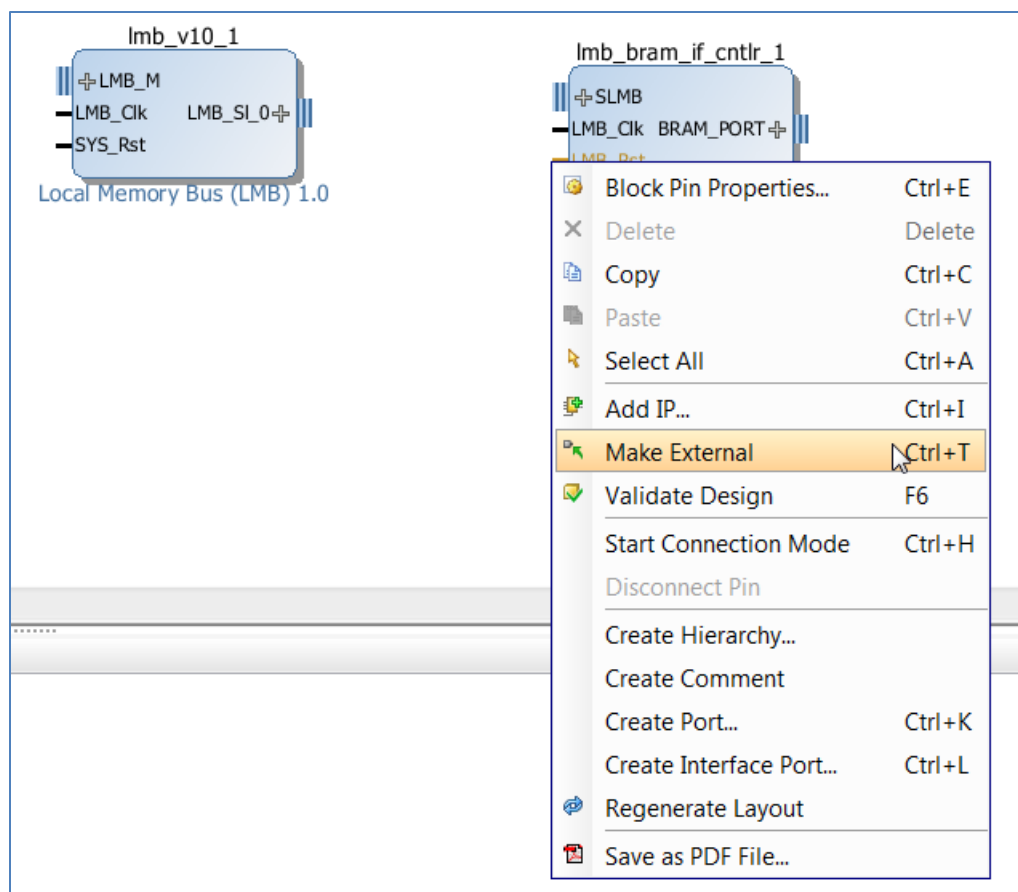 lmb_v10_1
LMB_M
LMB_Clk LMB_Sl_0
SYS_Rst
Local Memory Bus (LMB) 1.0
lmb_bram_if_cntlr_1
SLMB
LMB_Clk BRAM_PORT
LMB_Rst
Block Pin Properties... Ctrl+E
Delete Delete
Copy Ctrl+C
Paste Ctrl+V
Select All Ctrl+A
Add IP... Ctrl+I
Make External Ctrl+T
Validate Design F6
Start Connection Mode Ctrl+H
Disconnect Pin
Create Hierarchy...
Create Comment
Create Port... Ctrl+K
Create Interface Port... Ctrl+L
Regenerate Layout
Save as PDF File...